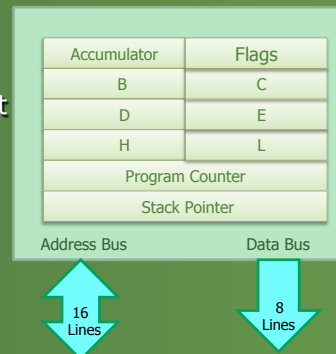 Accumulator Flags
t
B C
D E
H L
Program Counter
Stack Pointer
Address Bus Data Bus
16 8
Lines Lines